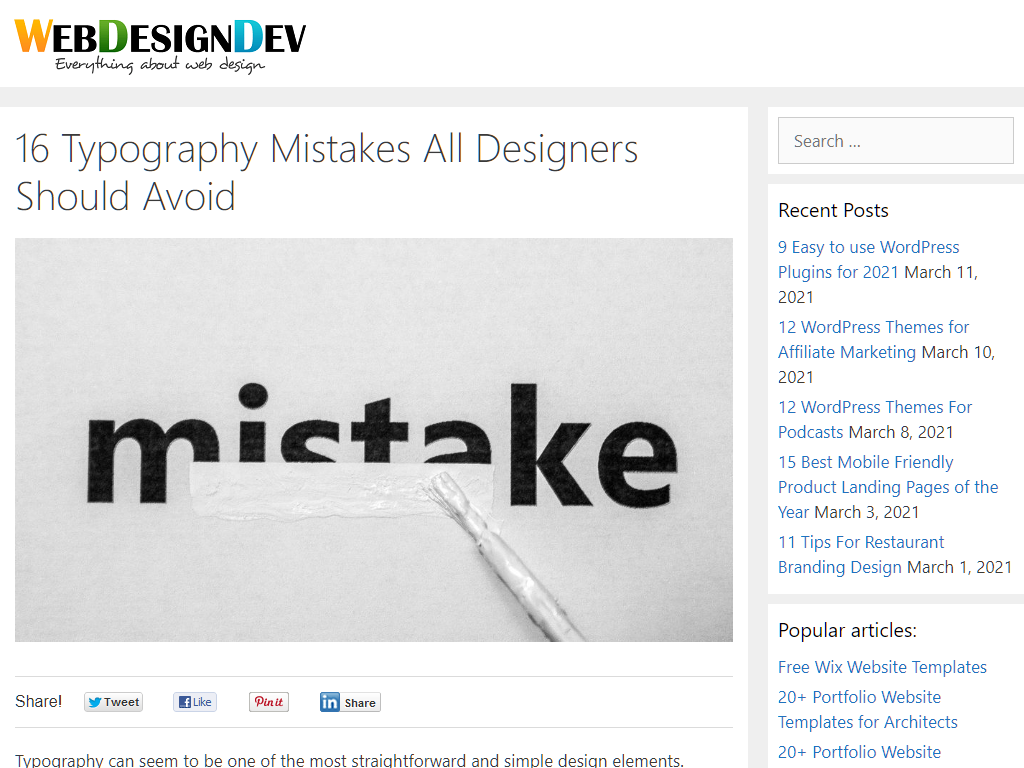 WEBDESIGNDEV
Everything about web design
16 Typography Mistakes All Designers
Should Avoid
mistake
Share!
Tweet
Like
Pin it
in Share
Typography can seem to be one of the most straightforward and simple design elements.
Search ...
Recent Posts
9 Easy to use WordPress
Plugins for 2021 March 11,
2021
12 WordPress Themes for
Affiliate Marketing March 10,
2021
12 WordPress Themes For
Podcasts March 8, 2021
15 Best Mobile Friendly
Product Landing Pages of the
Year March 3, 2021
11 Tips For Restaurant
Branding Design March 1, 2021
Popular articles:
Free Wix Website Templates
20+ Portfolio Website
Templates for Architects
20+ Portfolio Website